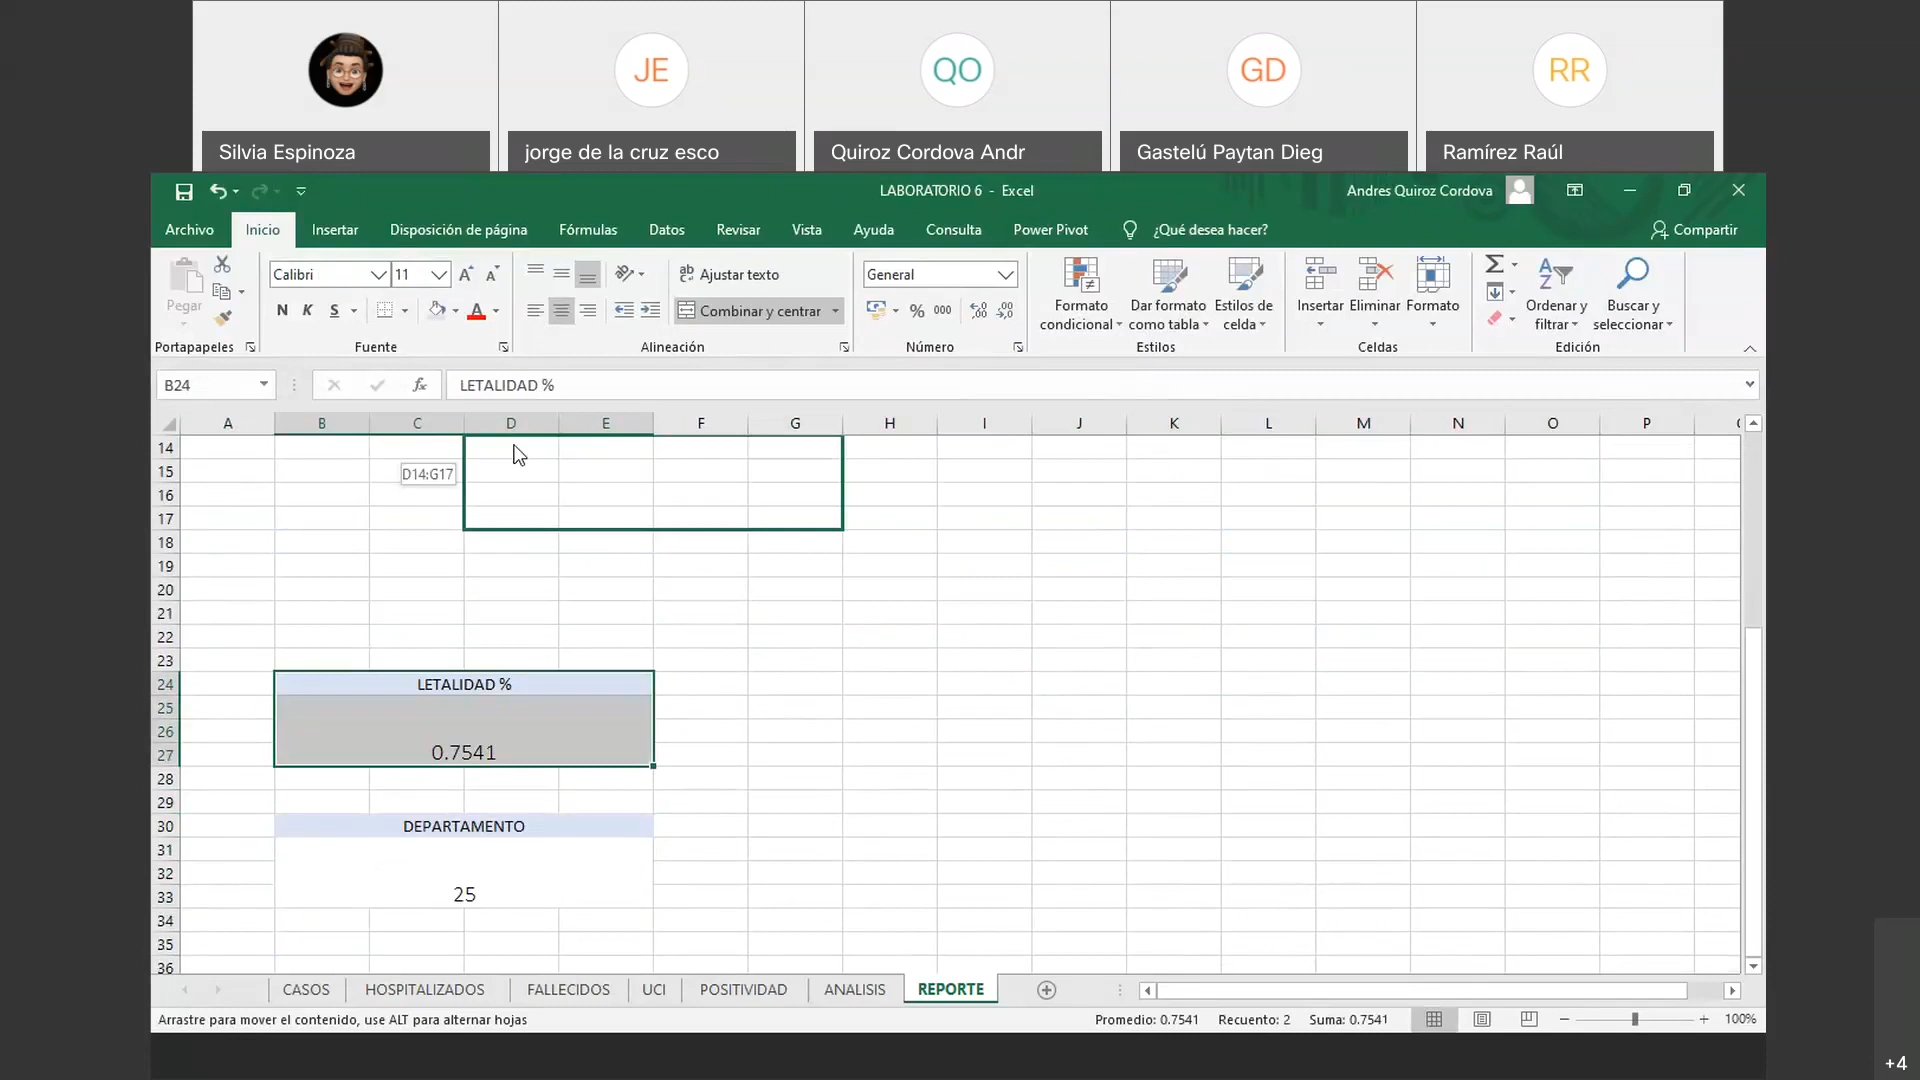 JE
QO
GD
RR
Silvia Espinoza
jorge de la cruz esco
Quiroz Cordova Andr
Gastelú Paytan Dieg
Ramírez Raúl
LABORATORIO 6 - Excel
Andres Quiroz Cordova
Archivo
Inicio
Insertar
Disposición de página
Fórmulas
Datos
Revisar
Vista
Ayuda
Consulta
Power Pivot
¿Qué desea hacer?
Compartir
Pegar
Portapapeles
Calibri
11
N K S
Fuente
Ajustar texto
Combinar y centrar
Alineación
General
% 000
Número
Formato condicional
Dar formato como tabla
Estilos de celda
Estilos
Insertar
Eliminar
Formato
Celdas
Ordenar y filtrar
Buscar y seleccionar
Edición
B24
fx
LETALIDAD %
A B C D E F G H I J K L M N O P
14
15
D14:G17
16
17
18
19
20
21
22
23
24 LETALIDAD %
25
26
27 0.7541
28
29
30 DEPARTAMENTO
31
32
33 25
34
35
36
CASOS
HOSPITALIZADOS
FALLECIDOS
UCI
POSITIVIDAD
ANALISIS
REPORTE
Arrastre para mover el contenido, use ALT para alternar hojas
Promedio: 0.7541
Recuento: 2
Suma: 0.7541
100%
+4